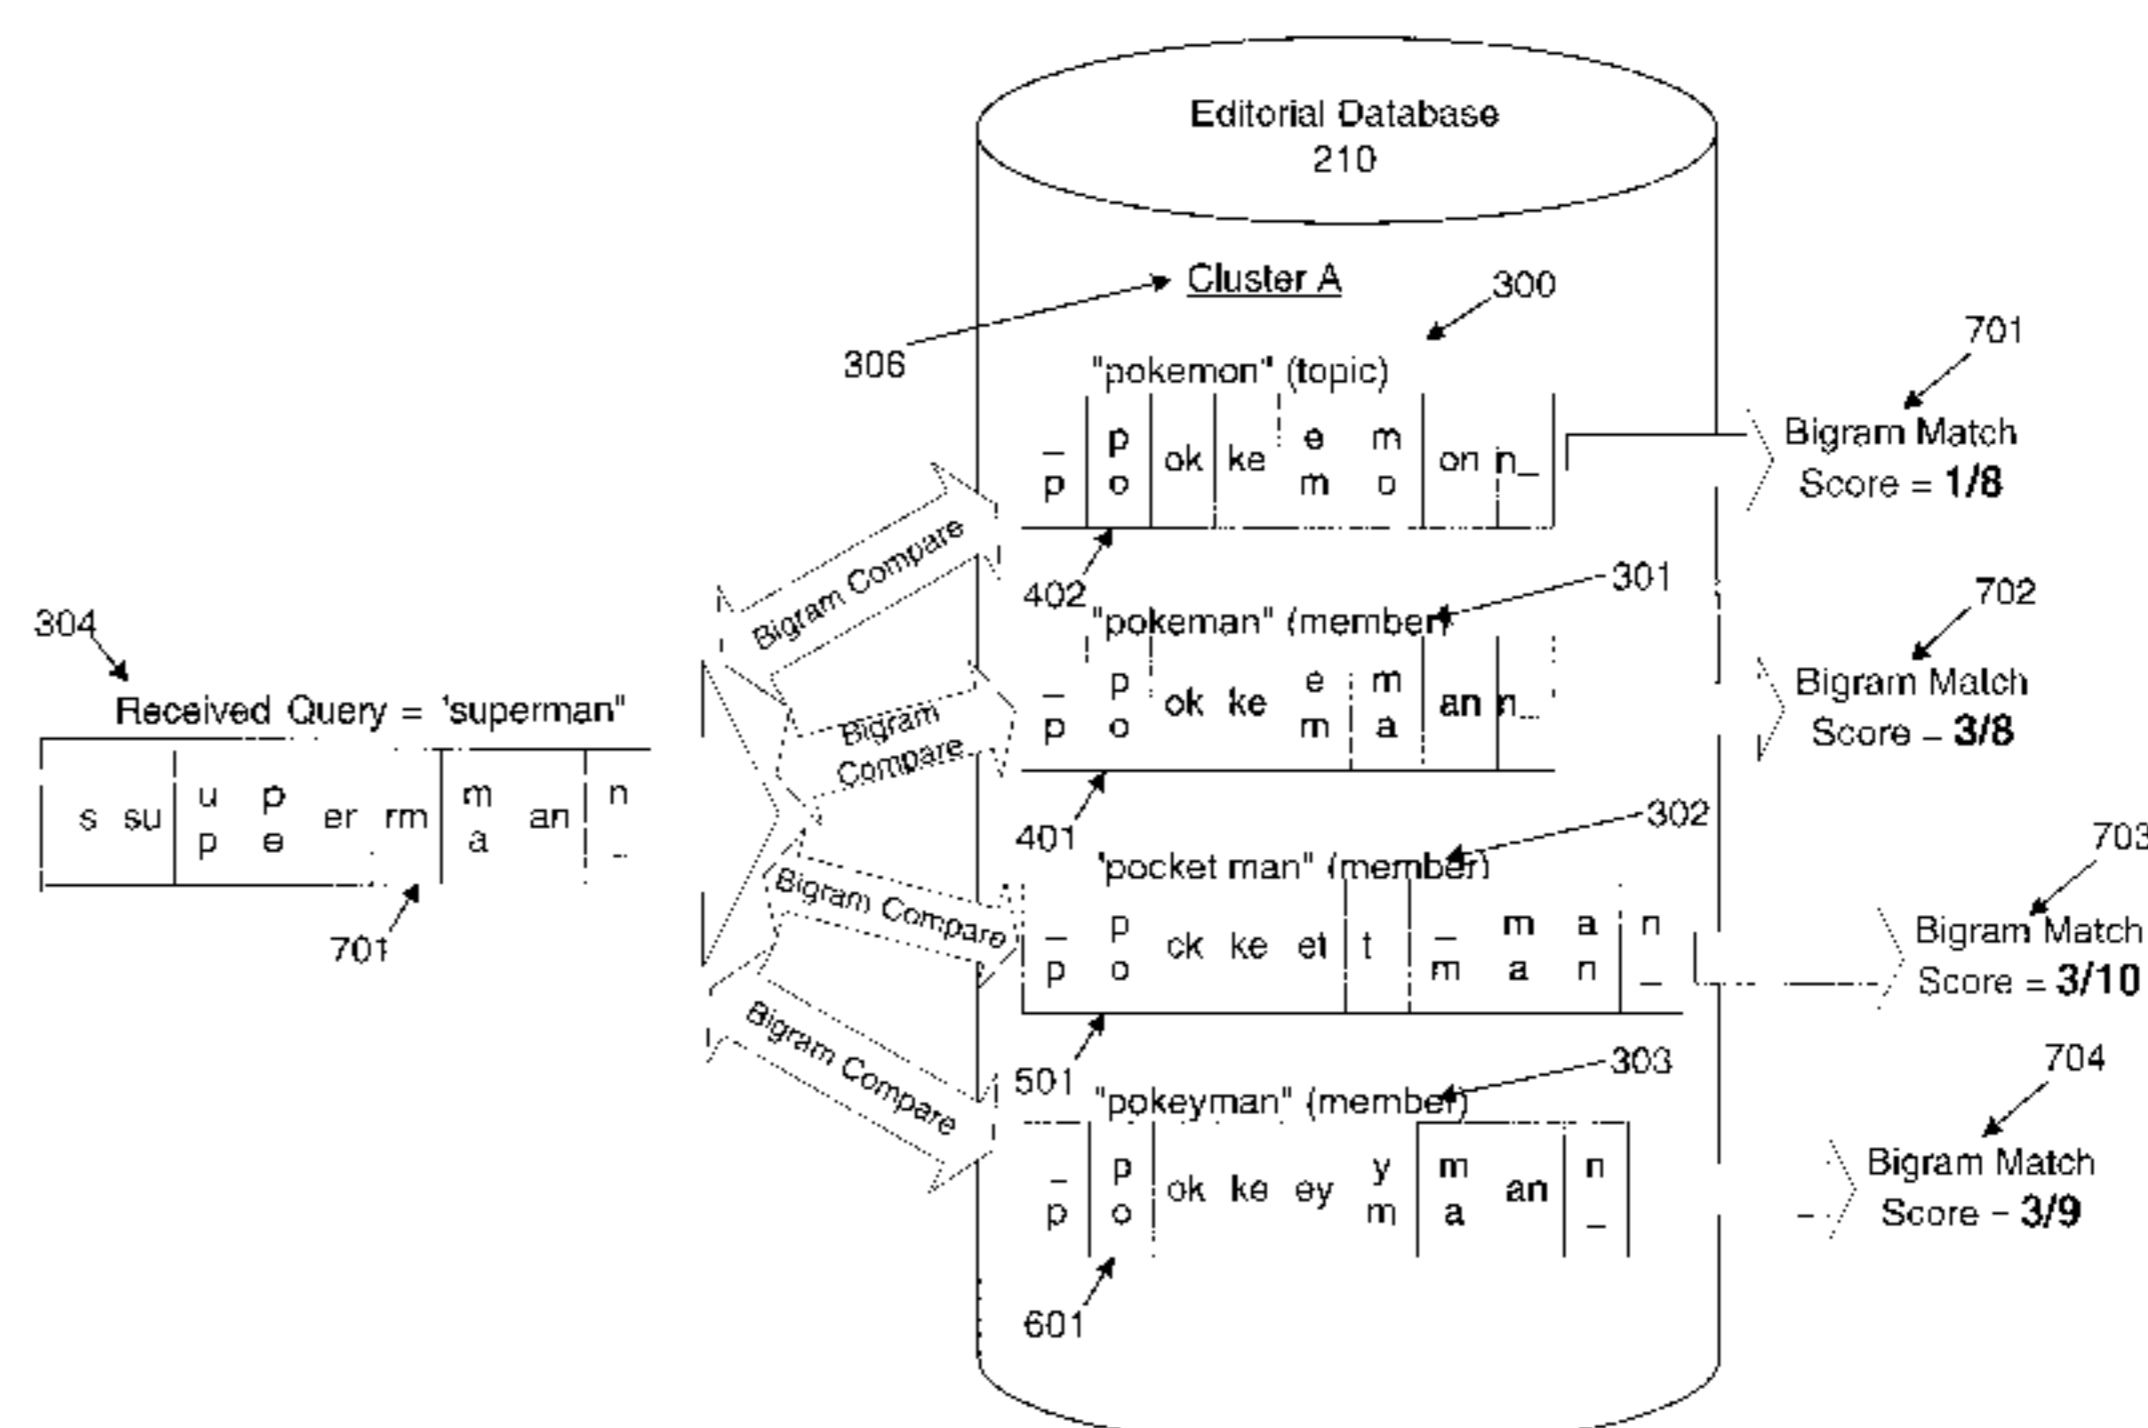 Editorial Database
210
Cluster A
306
300
"pokemon" (topic)
_p po ok ke em mo on n_
402
701
Bigram Match
Score = 1/8
Bigram Compare
301
"pokeman" (member)
_p po ok ke em ma an n_
401
702
Bigram Match
Score = 3/8
Bigram
Compare
304
Received Query = 'superman"
s su up pe er rm ma an n_
701
302
'pocket man" (member)
_p po ck ke et t _m ma an n_
501
703
Bigram Match
Score = 3/10
Bigram Compare
303
"pokeyman" (member)
_p po ok ke ey ym ma an n_
601
704
Bigram Match
Score = 3/9
Bigram Compare